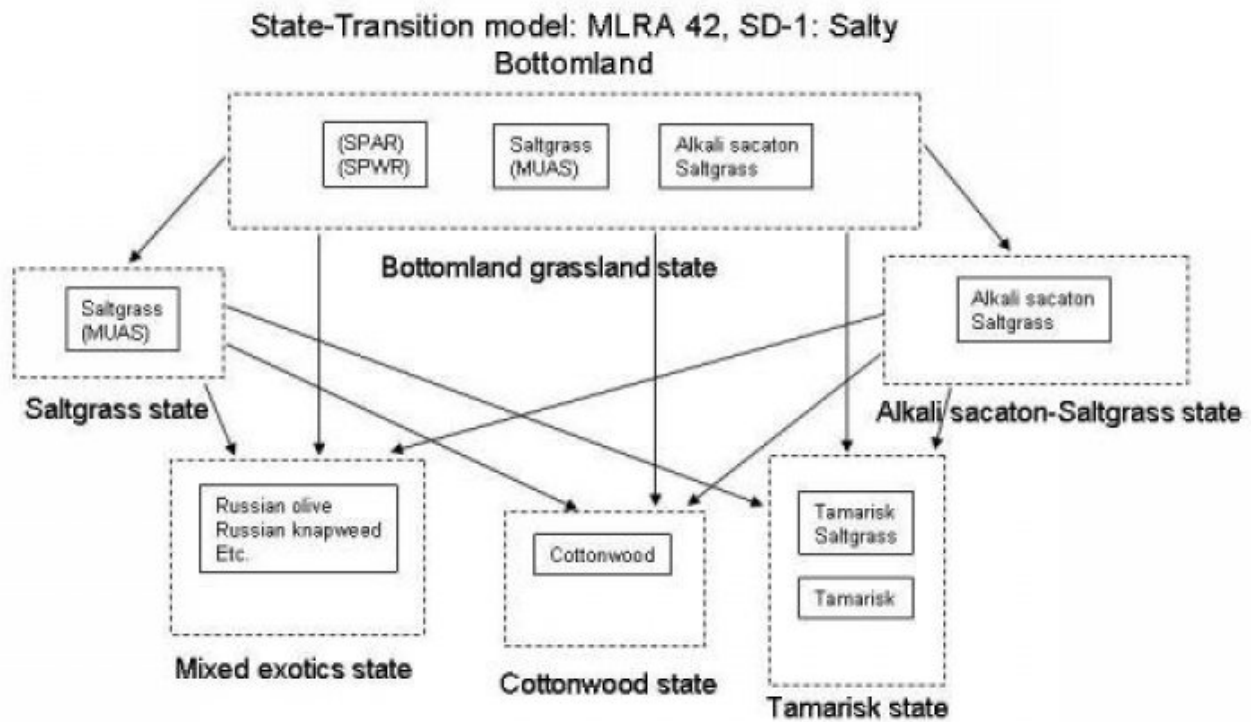 State-Transition model: MLRA 42, SD-1: Salty
Bottomland
(SPAR)
(SPWR)
Saltgrass
(MUAS)
Alkali sacaton
Saltgrass
Bottomland grassland state
Saltgrass
(MUAS)
Alkali sacaton
Saltgrass
Saltgrass state
Alkali sacaton-Saltgrass state
Russian olive
Russian knapweed
Etc.
Cottonwood
Tamarisk
Saltgrass
Tamarisk
Mixed exotics state
Cottonwood state
Tamarisk state